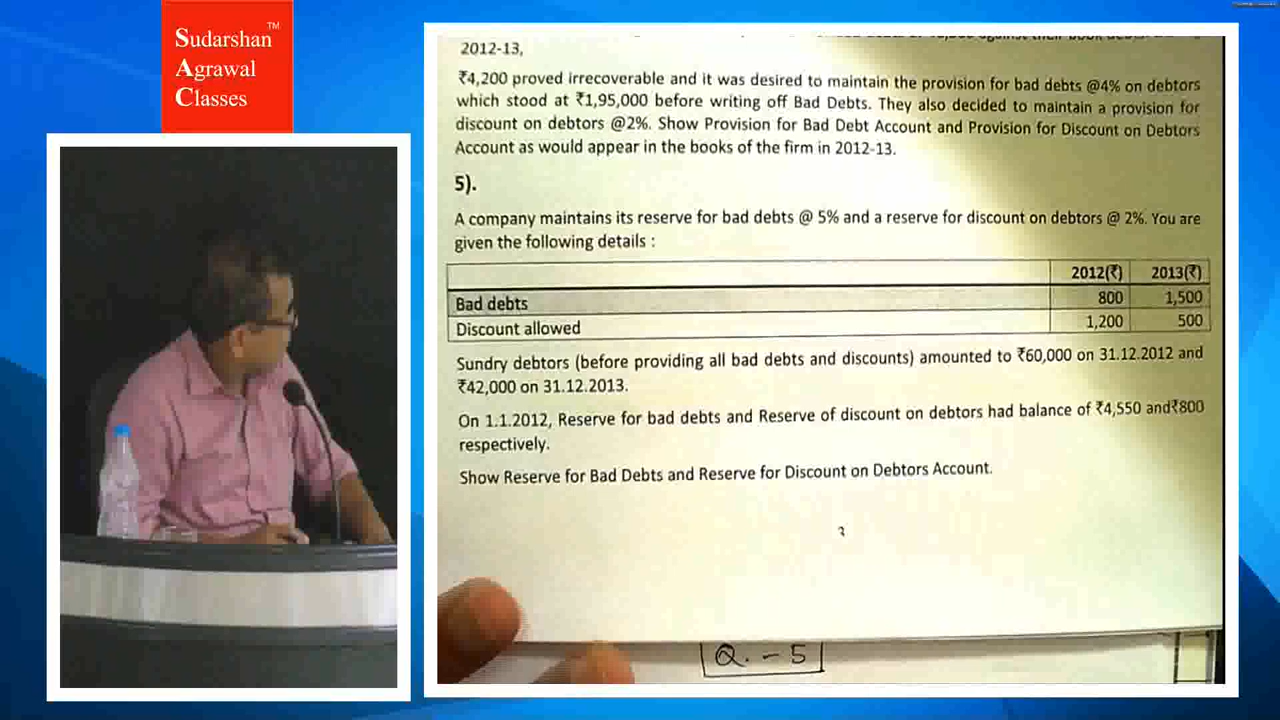 Sudarshan™
Agrawal
Classes
2012-13,
₹4,200 proved irrecoverable and it was desired to maintain the provision for bad debts @4% on debtors
which stood at ₹1,95,000 before writing off Bad Debts. They also decided to maintain a provision for
discount on debtors @2%. Show Provision for Bad Debt Account and Provision for Discount on Debtors
Account as would appear in the books of the firm in 2012-13.
5).
A company maintains its reserve for bad debts @ 5% and a reserve for discount on debtors @ 2%. You are
given the following details :
2012(₹) 2013(₹)
Bad debts 800 1,500
Discount allowed 1,200 500
Sundry debtors (before providing all bad debts and discounts) amounted to ₹60,000 on 31.12.2012 and
₹42,000 on 31.12.2013.
On 1.1.2012, Reserve for bad debts and Reserve of discount on debtors had balance of ₹4,550 and₹800
respectively.
Show Reserve for Bad Debts and Reserve for Discount on Debtors Account.
3
Q. - 5